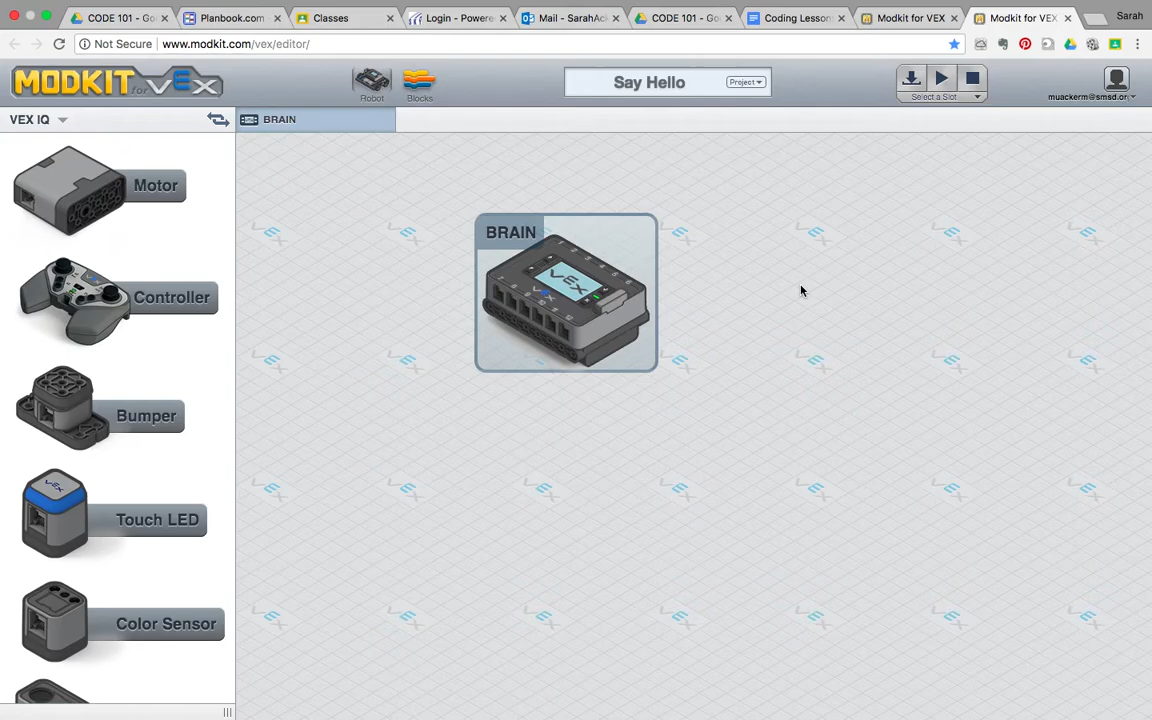 CODE 101 - Go
Planbook.com
Classes
Login - Powere
Mail - SarahAc
CODE 101 - Go
Coding Lesson
Modkit for VEX
Modkit for VEX
Sarah
Not Secure | www.modkit.com/vex/editor/
MODKIT for VEX
Robot
Blocks
Say Hello
Project
Select a Slot
muackerm@smsd.or
VEX IQ
BRAIN
Motor
BRAIN
VEX
Controller
Bumper
Touch LED
Color Sensor